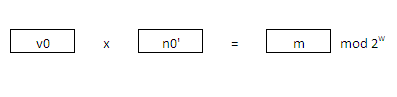 v0 x n0' = m mod 2^w